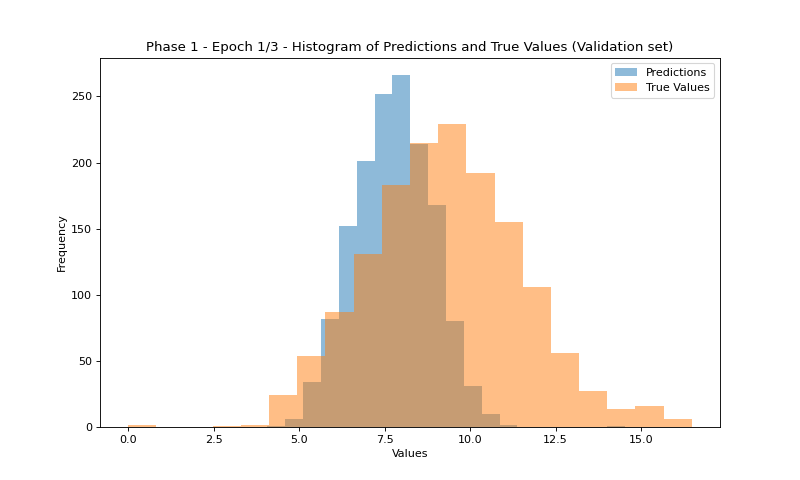 Phase 1 - Epoch 1/3 - Histogram of Predictions and True Values (Validation set)
Predictions
True Values
250
200
150
100
50
0
Frequency
0.0 2.5 5.0 7.5 10.0 12.5 15.0
Values